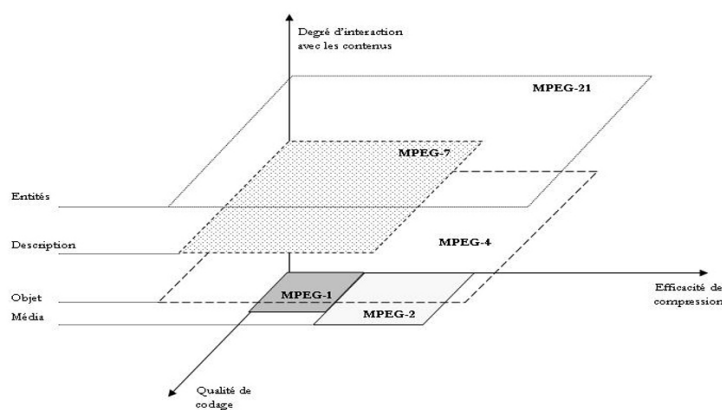 Degré d'interaction
avec les contenus
MPEG-21
MPEG-7
Entités
Description
MPEG-4
Objet
MPEG-1
Efficacité de
compression
Média
MPEG-2
Qualité de
codage